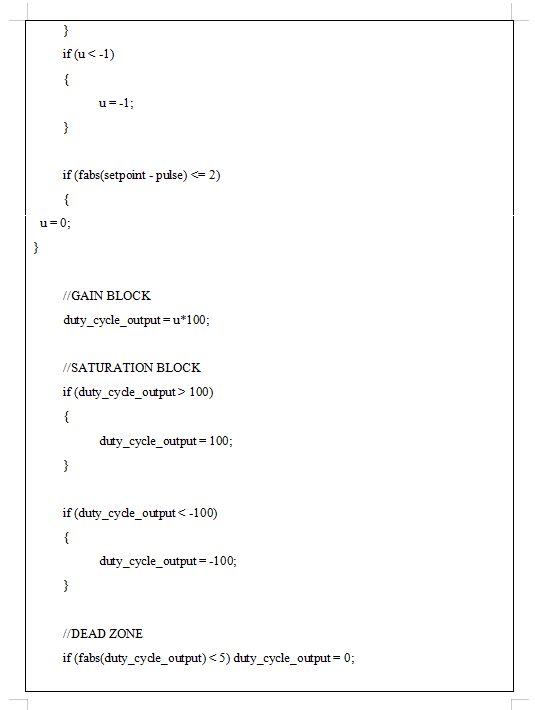 }
if (u < -1)
{
u = -1;
}
if (fabs(setpoint - pulse) <= 2)
{
u = 0;
}
//GAIN BLOCK
duty_cycle_output = u*100;
//SATURATION BLOCK
if (duty_cycle_output > 100)
{
duty_cycle_output = 100;
}
if (duty_cycle_output < -100)
{
duty_cycle_output = -100;
}
//DEAD ZONE
if (fabs(duty_cycle_output) < 5) duty_cycle_output = 0;